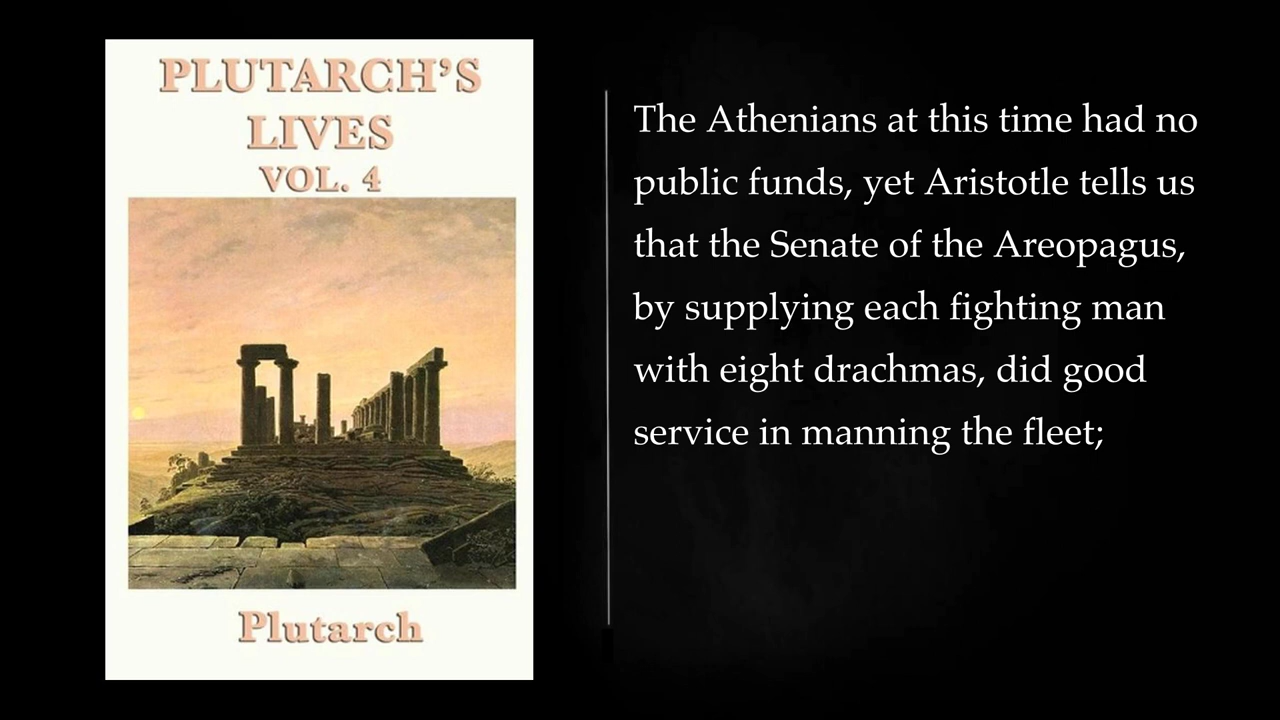 PLUTARCH'S
LIVES
VOL. 4
Plutarch
The Athenians at this time had no
public funds, yet Aristotle tells us
that the Senate of the Areopagus,
by supplying each fighting man
with eight drachmas, did good
service in manning the fleet;